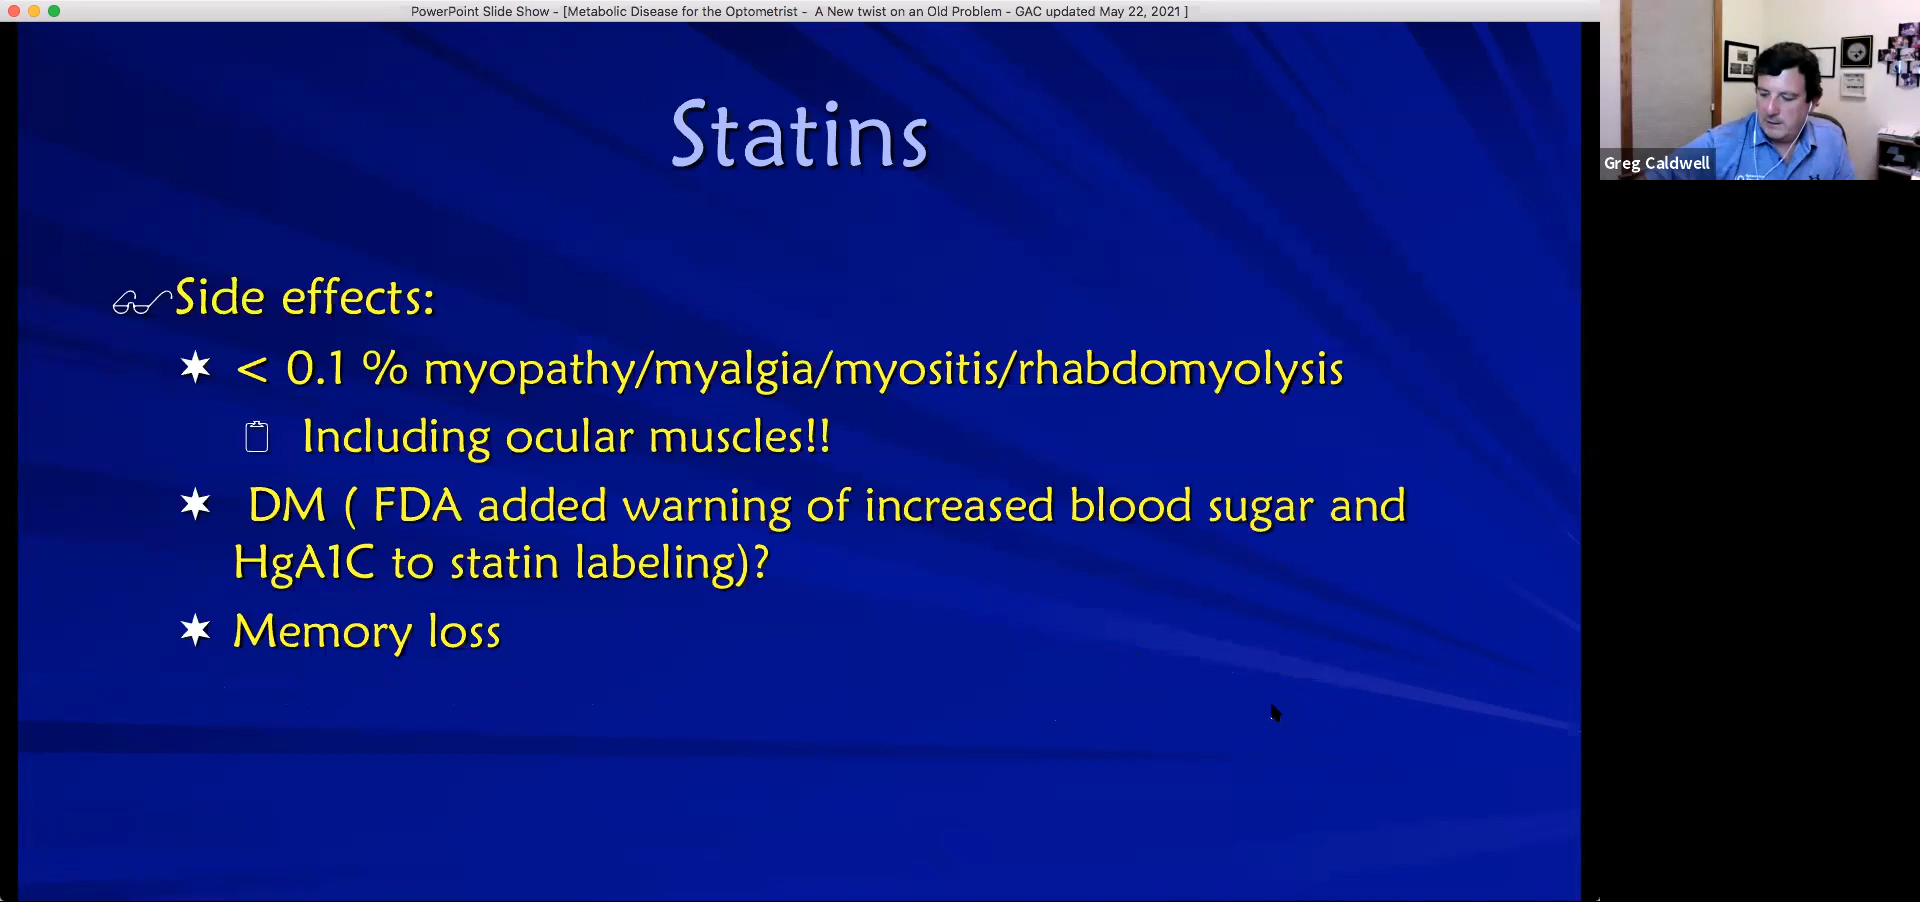 PowerPoint Slide Show - [Metabolic Disease for the Optometrist - A New twist on an Old Problem - GAC updated May 22, 2021 ]
Statins
Side effects:
< 0.1 % myopathy/myalgia/myositis/rhabdomyolysis
Including ocular muscles!!
DM ( FDA added warning of increased blood sugar and
HgA1C to statin labeling)?
Memory loss
Greg Caldwell